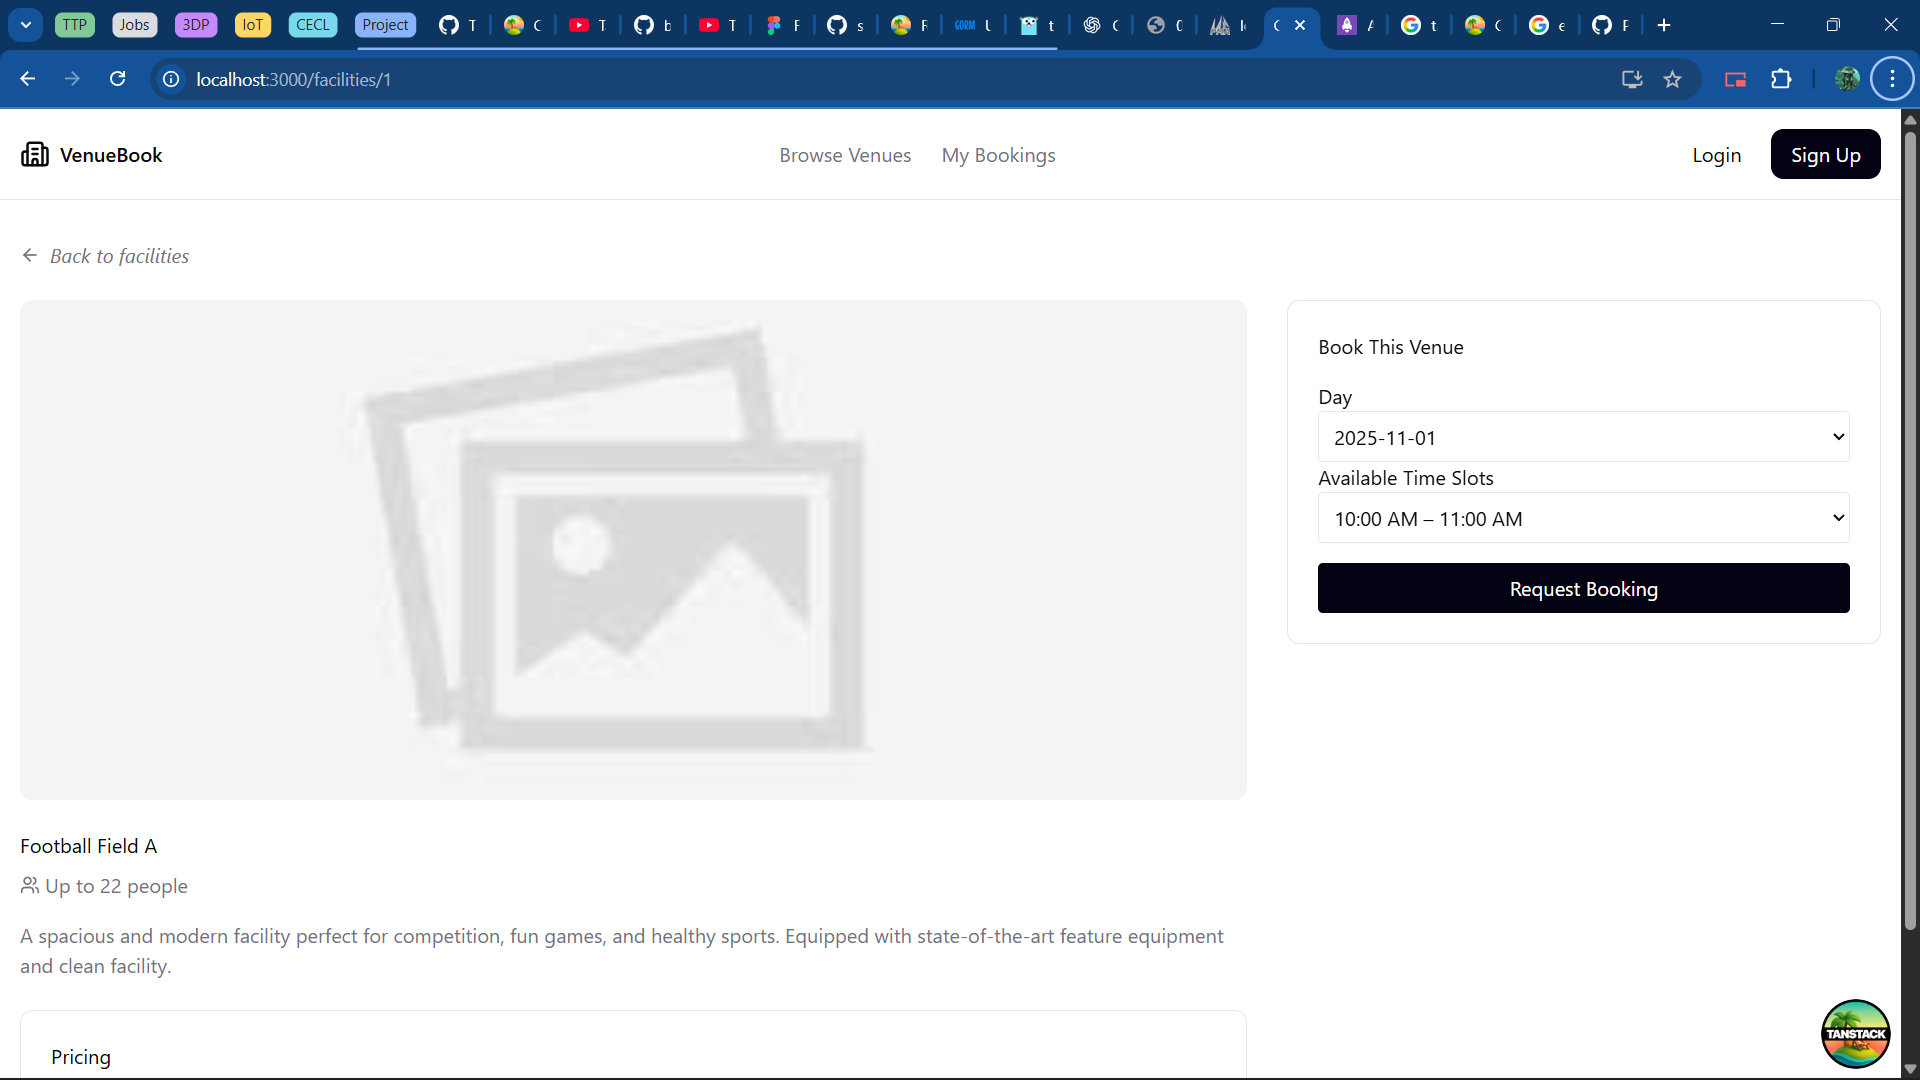 TTP Jobs 3DP IoT CECL Project
localhost:3000/facilities/1
VenueBook Browse Venues My Bookings Login Sign Up
Back to facilities
Book This Venue
Day
2025-11-01
Available Time Slots
10:00 AM – 11:00 AM
Request Booking
Football Field A
Up to 22 people
A spacious and modern facility perfect for competition, fun games, and healthy sports. Equipped with state-of-the-art feature equipment
and clean facility.
TANSTACK
Pricing